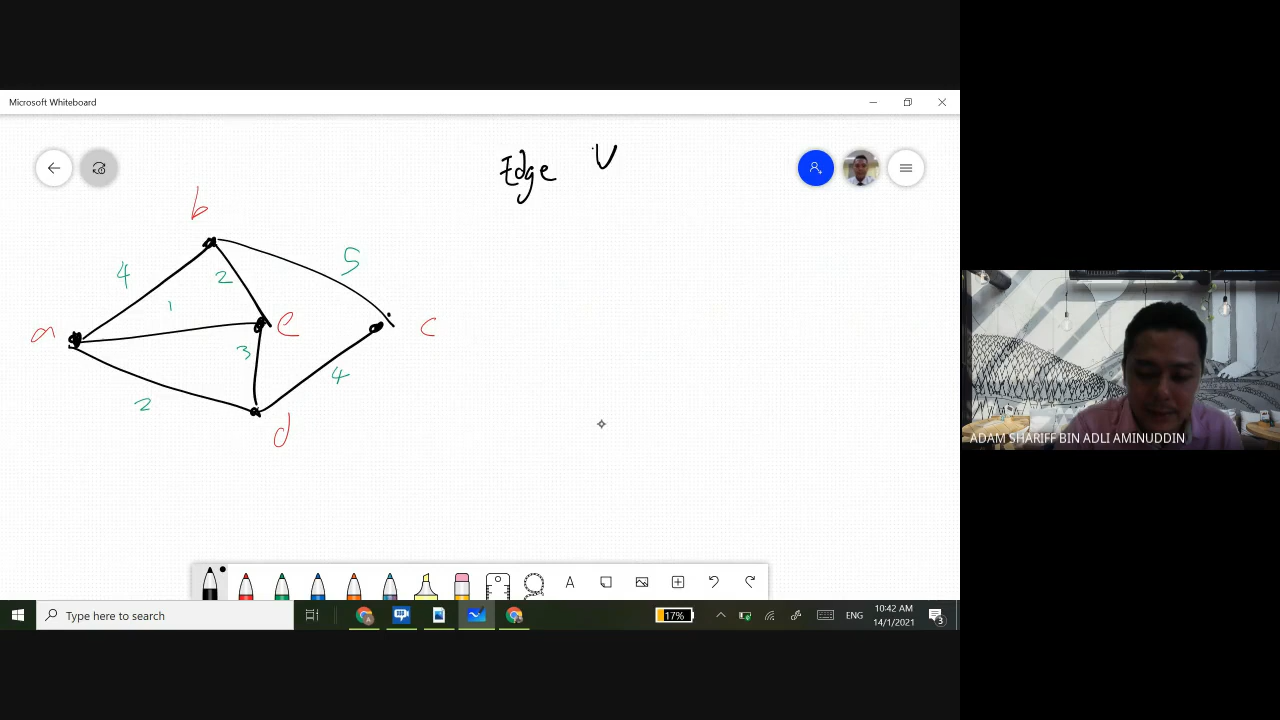 Microsoft Whiteboard
Edge V
b
4
2
5
1
a
e
c
3
4
2
d
ADAM SHARIFF BIN ADLI AMINUDDIN
A
Type here to search
17%
ENG
10:42 AM
14/1/2021
3